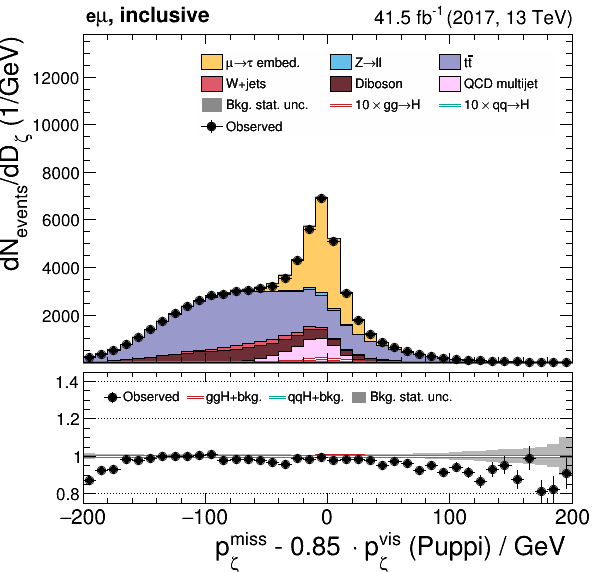 eμ, inclusive 41.5 fb⁻¹ (2017, 13 TeV)
dN_events/dD_ζ (1/GeV)
12000
10000
8000
6000
4000
2000
μ→τ embed. Z→ll tt̄
W+jets Diboson QCD multijet
Bkg. stat. unc. 10 × gg→H 10 × qq→H
Observed
1.4
1.2
1
0.8
Observed ggH+bkg. qqH+bkg. Bkg. stat. unc.
−200 −100 0 100 200
p_ζ^miss - 0.85 · p_ζ^vis (Puppi) / GeV